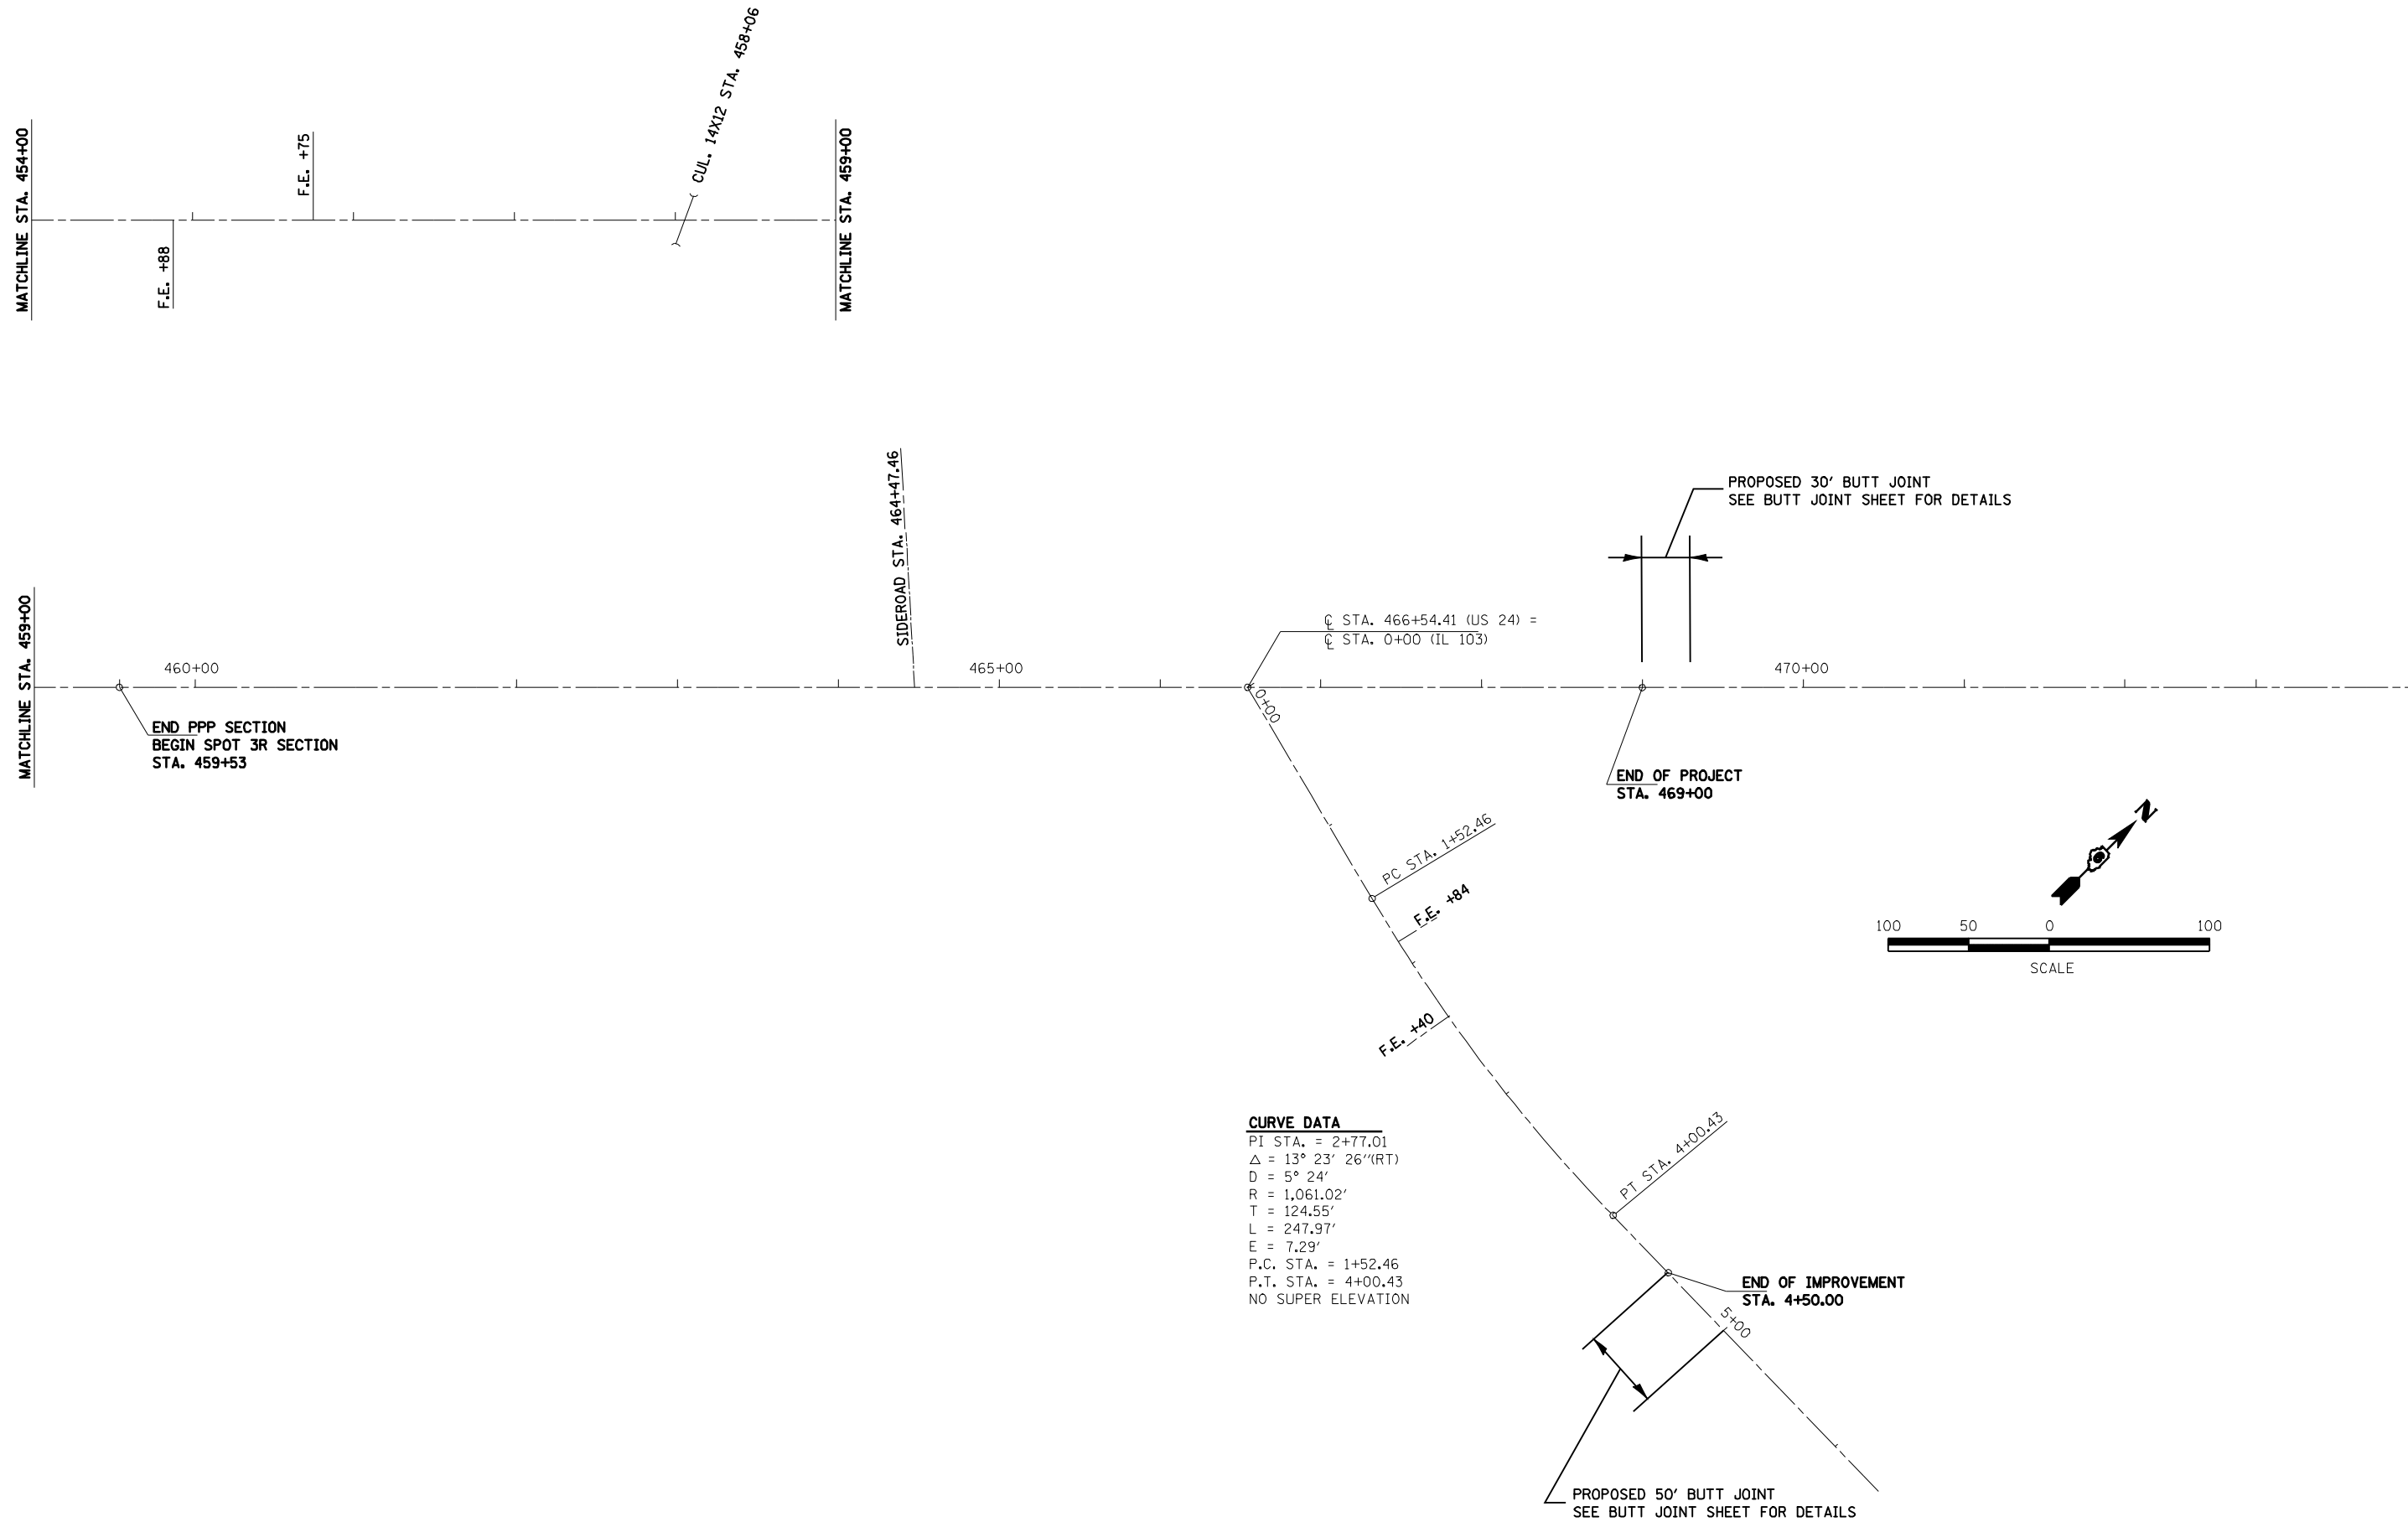 MATCHLINE STA. 454+00
F.E. +88
F.E. +75
CUL. 14X12 STA. 458+06
MATCHLINE STA. 459+00
MATCHLINE STA. 459+00
460+00
END PPP SECTION
BEGIN SPOT 3R SECTION
STA. 459+53
SIDEROAD STA. 464+47.46
465+00
℄ STA. 466+54.41 (US 24) =
℄ STA. 0+00 (IL 103)
0+00
PROPOSED 30' BUTT JOINT
SEE BUTT JOINT SHEET FOR DETAILS
470+00
END OF PROJECT
STA. 469+00
PC STA. 1+52.46
F.E. +84
F.E. +40
N
100 50 0 100
SCALE
CURVE DATA
PI STA. = 2+77.01
△ = 13° 23' 26"(RT)
D = 5° 24'
R = 1,061.02'
T = 124.55'
L = 247.97'
E = 7.29'
P.C. STA. = 1+52.46
P.T. STA. = 4+00.43
NO SUPER ELEVATION
PT STA. 4+00.43
END OF IMPROVEMENT
STA. 4+50.00
5+00
PROPOSED 50' BUTT JOINT
SEE BUTT JOINT SHEET FOR DETAILS